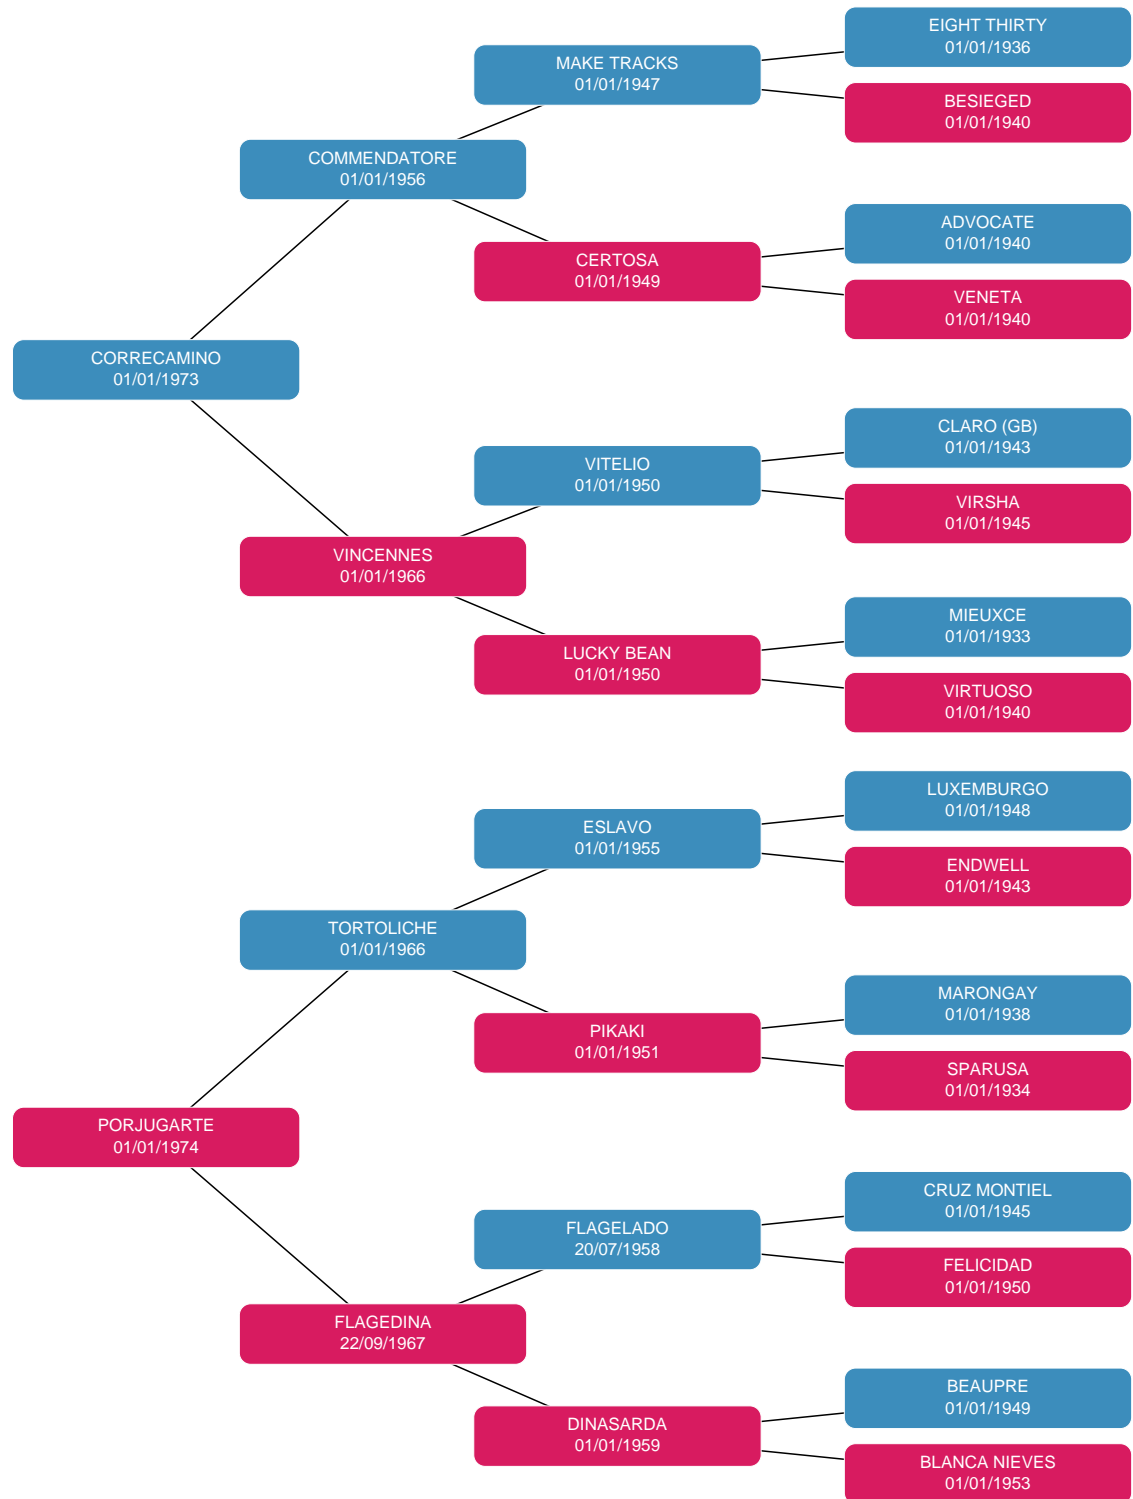 EIGHT THIRTY
01/01/1936
MAKE TRACKS
01/01/1947
BESIEGED
01/01/1940
COMMENDATORE
01/01/1956
ADVOCATE
01/01/1940
CERTOSA
01/01/1949
VENETA
01/01/1940
CORRECAMINO
01/01/1973
CLARO (GB)
01/01/1943
VITELIO
01/01/1950
VIRSHA
01/01/1945
VINCENNES
01/01/1966
MIEUXCE
01/01/1933
LUCKY BEAN
01/01/1950
VIRTUOSO
01/01/1940
LUXEMBURGO
01/01/1948
ESLAVO
01/01/1955
ENDWELL
01/01/1943
TORTOLICHE
01/01/1966
MARONGAY
01/01/1938
PIKAKI
01/01/1951
SPARUSA
01/01/1934
PORJUGARTE
01/01/1974
CRUZ MONTIEL
01/01/1945
FLAGELADO
20/07/1958
FELICIDAD
01/01/1950
FLAGEDINA
22/09/1967
BEAUPRE
01/01/1949
DINASARDA
01/01/1959
BLANCA NIEVES
01/01/1953